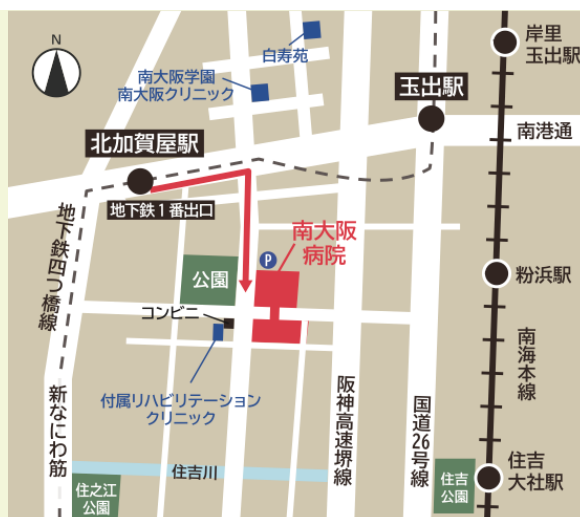 N
白寿苑
岸里
玉出駅
南大阪学園
南大阪クリニック
玉出駅
南港通
北加賀屋駅
地下鉄1番出口
地下鉄四つ橋線
南大阪
病院
P
公園
粉浜駅
コンビニ
南海本線
付属リハビリテーション
クリニック
新なにわ筋
阪神高速堺線
国道26号線
住吉川
住之江
公園
住吉
公園
住吉
大社駅